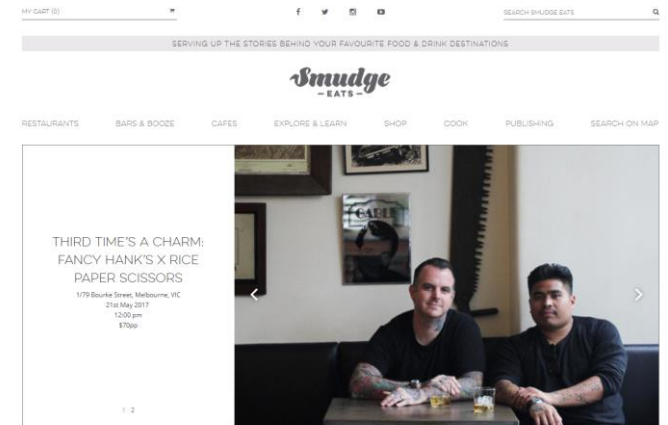 MY CART (0)
SEARCH SMUDGE EATS
SERVING UP THE STORIES BEHIND YOUR FAVOURITE FOOD & DRINK DESTINATIONS
Smudge
EATS
RESTAURANTS BARS & BOOZE CAFES EXPLORE & LEARN SHOP COOK PUBLISHING SEARCH ON MAP
THIRD TIME'S A CHARM:
FANCY HANK'S X RICE
PAPER SCISSORS
1/79 Bourke Street, Melbourne, VIC
21st May 2017
12:00 pm
$70pp
1 2
GABLE